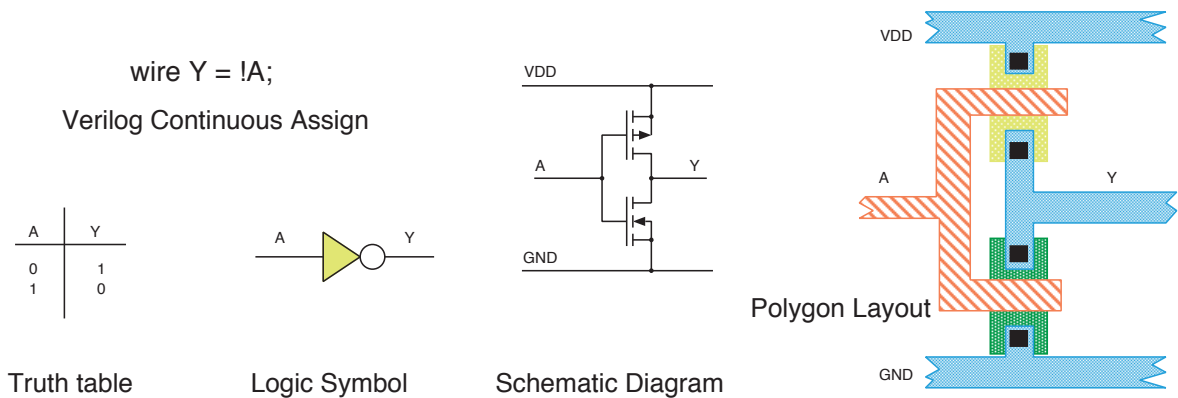 wire Y = !A;
Verilog Continuous Assign
A Y
0 1
1 0
Truth table
A Y
Logic Symbol
VDD
A Y
GND
Schematic Diagram
VDD
A Y
Polygon Layout
GND